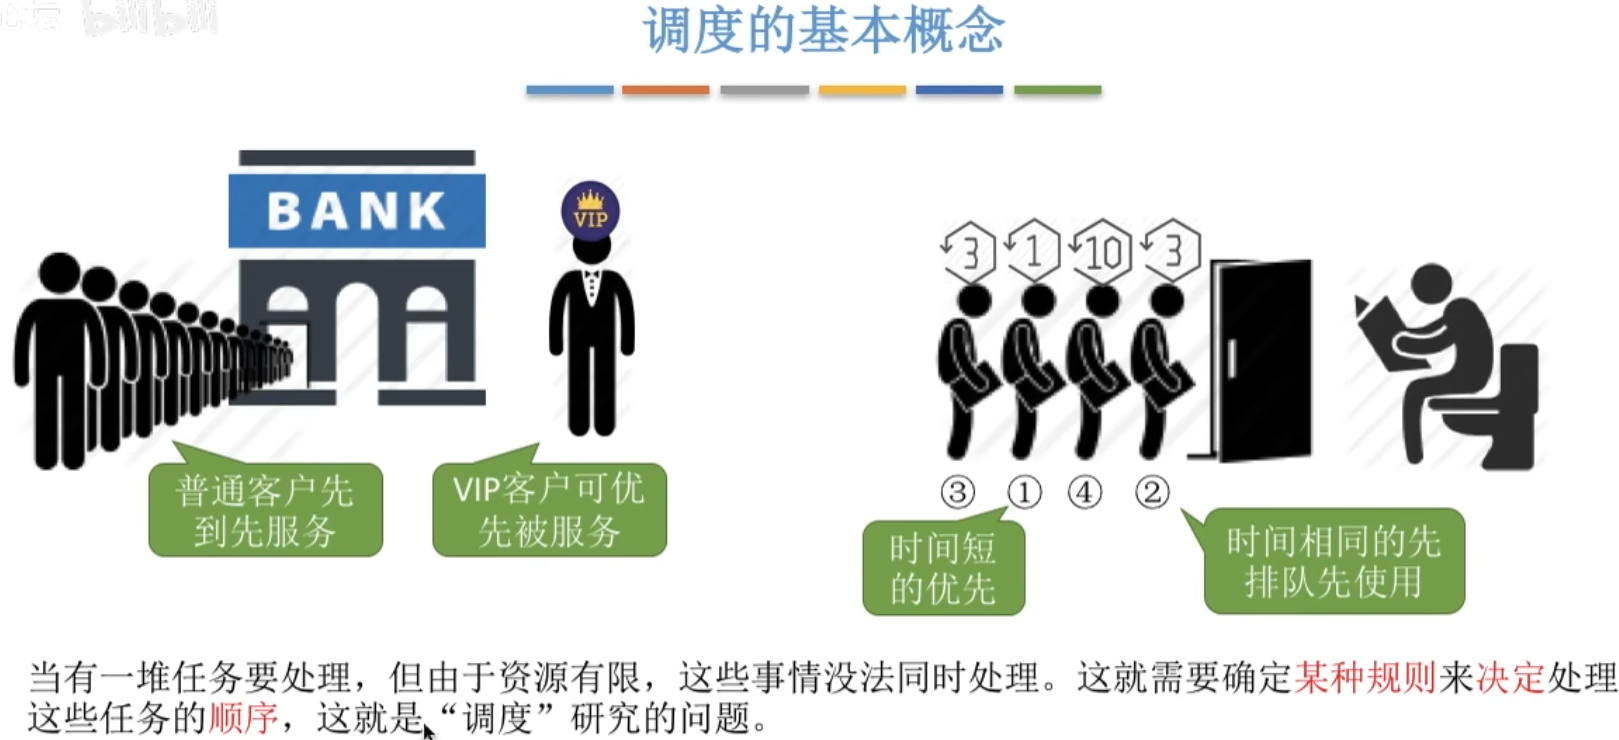 bilibili
调度的基本概念
BANK
VIP
3 1 10 3
普通客户先
到先服务
VIP客户可优
先被服务
③ ① ④ ②
时间短
的优先
时间相同的先
排队先使用
当有一堆任务要处理，但由于资源有限，这些事情没法同时处理。这就需要确定某种规则来决定处理
这些任务的顺序，这就是“调度”研究的问题。